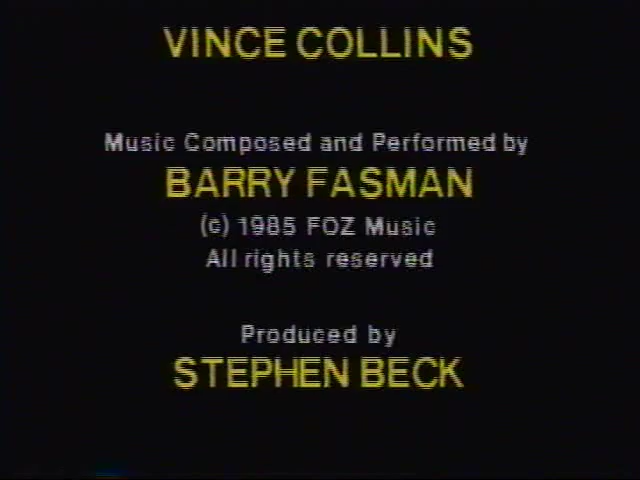 VINCE COLLINS
Music Composed and Performed by
BARRY FASMAN
(c) 1985 FOZ Music
All rights reserved
Produced by
STEPHEN BECK